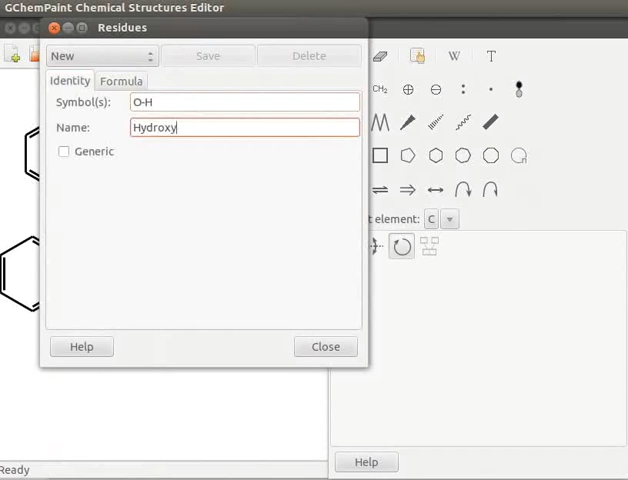 GChemPaint Chemical Structures Editor
Residues
New
Save
Delete
Identity
Formula
Symbol(s):
O-H
Name:
Hydroxy
Generic
Help
Close
W
T
CH2
t element:
C
Help
Ready